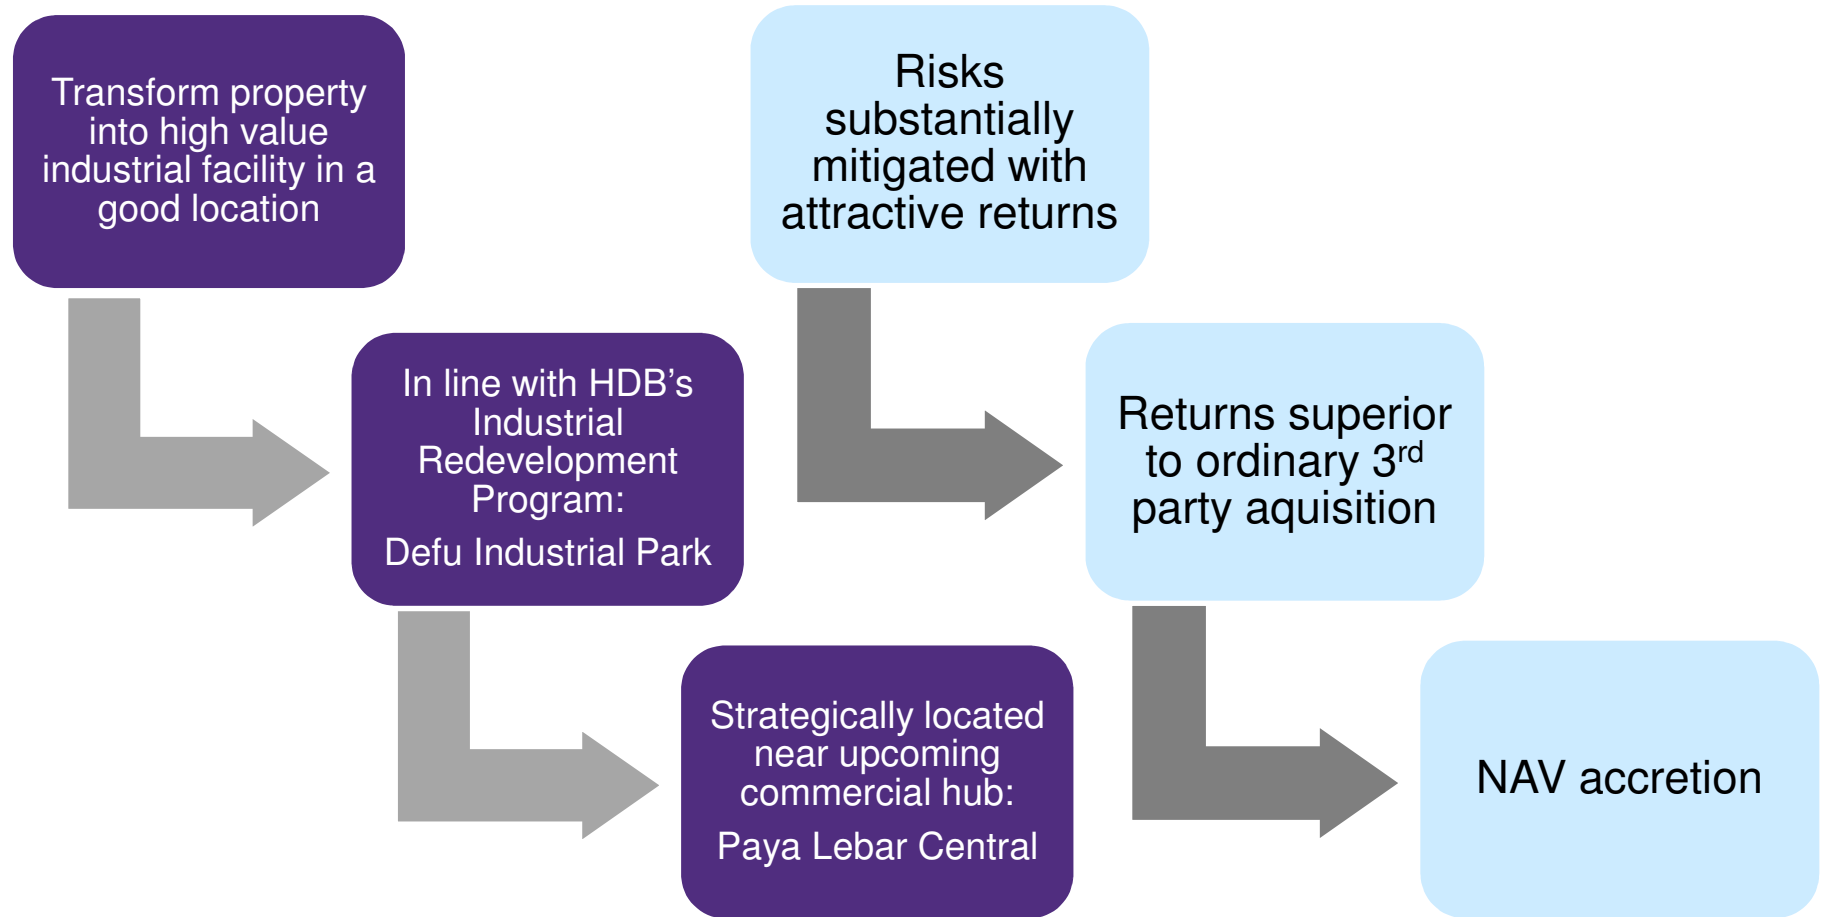 Transform property
into high value
industrial facility in a
good location
In line with HDB’s
Industrial
Redevelopment
Program:
Defu Industrial Park
Strategically located
near upcoming
commercial hub:
Paya Lebar Central
Risks
substantially
mitigated with
attractive returns
Returns superior
to ordinary 3rd
party aquisition
NAV accretion